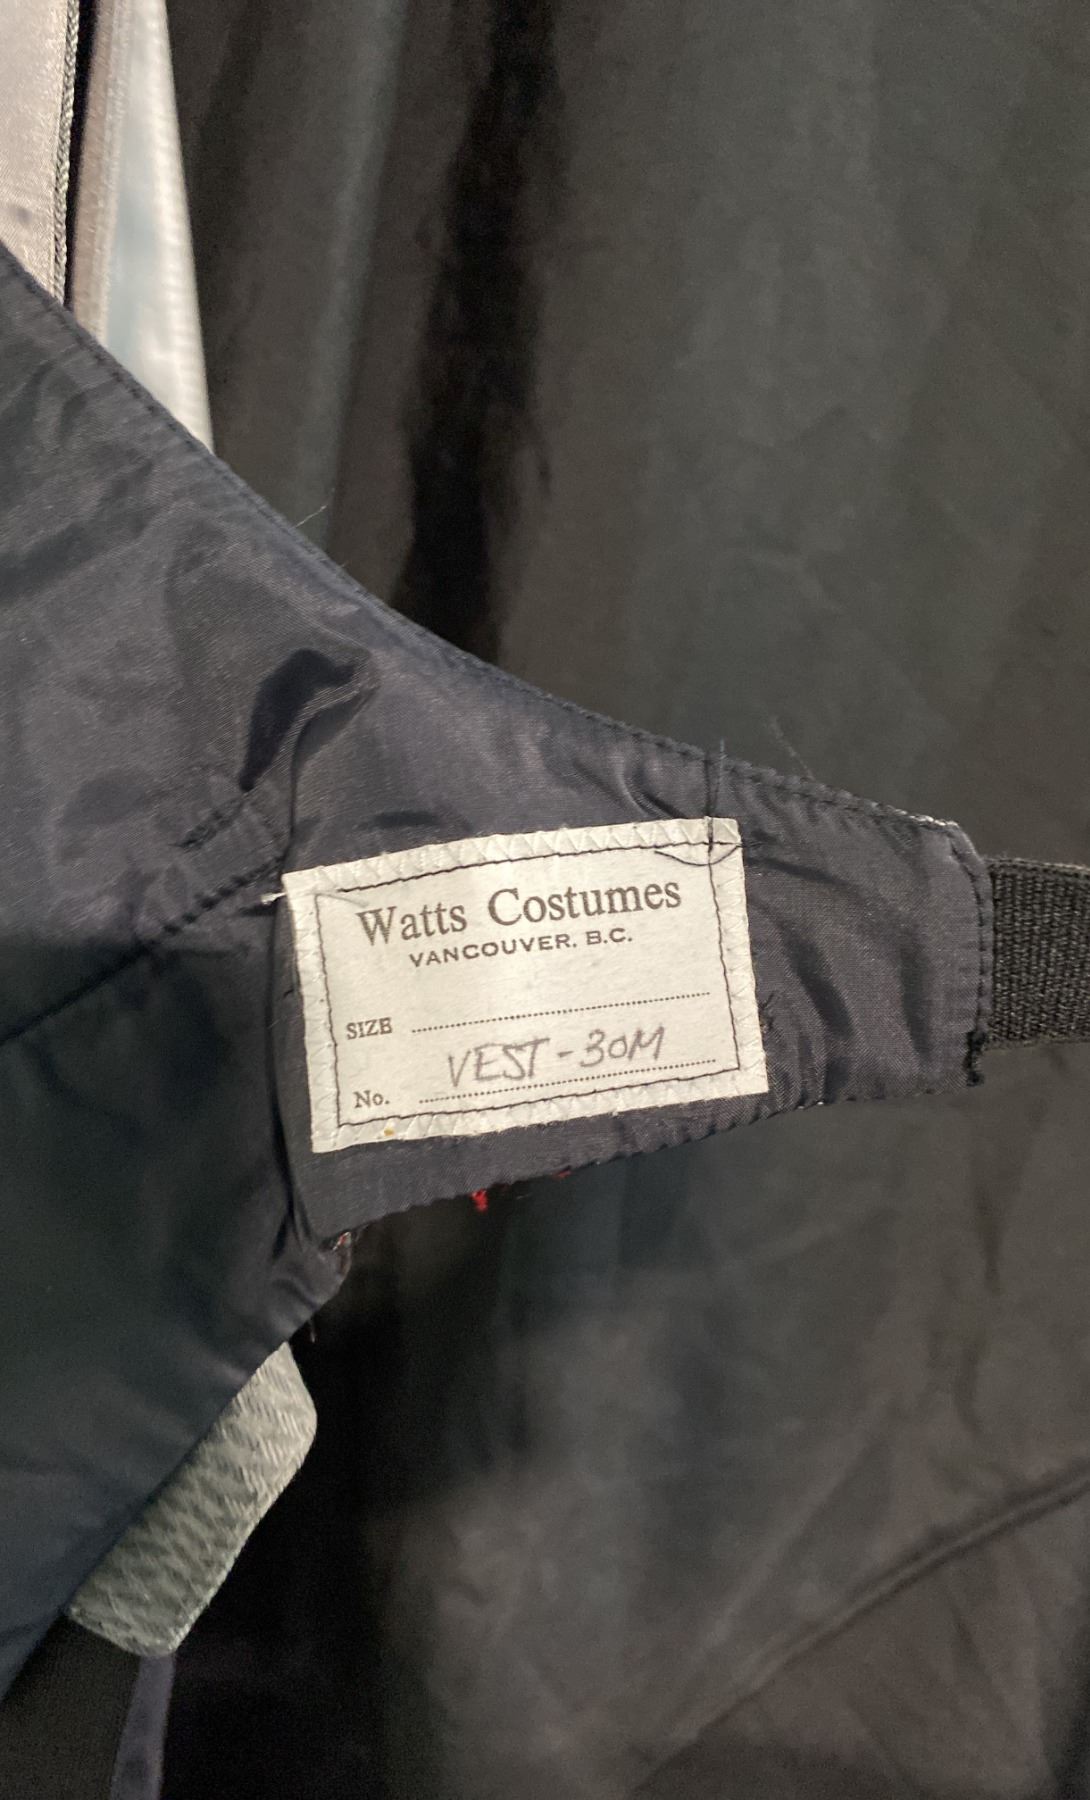 Watts Costumes
VANCOUVER. B.C.
SIZE
No. VEST-30M